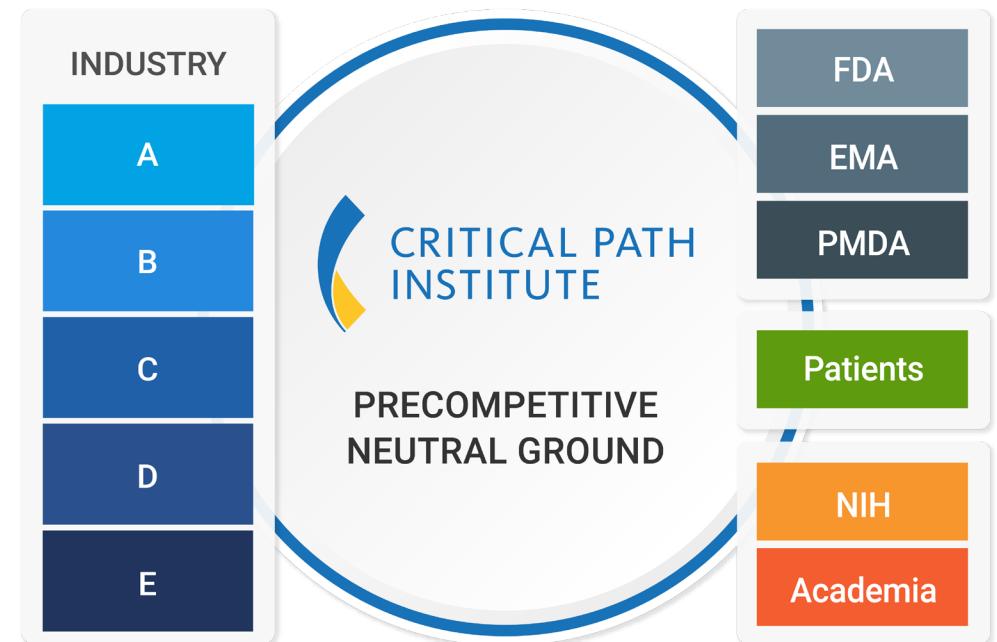 INDUSTRY
A
B
C
D
E
CRITICAL PATH
INSTITUTE
PRECOMPETITIVE
NEUTRAL GROUND
FDA
EMA
PMDA
Patients
NIH
Academia